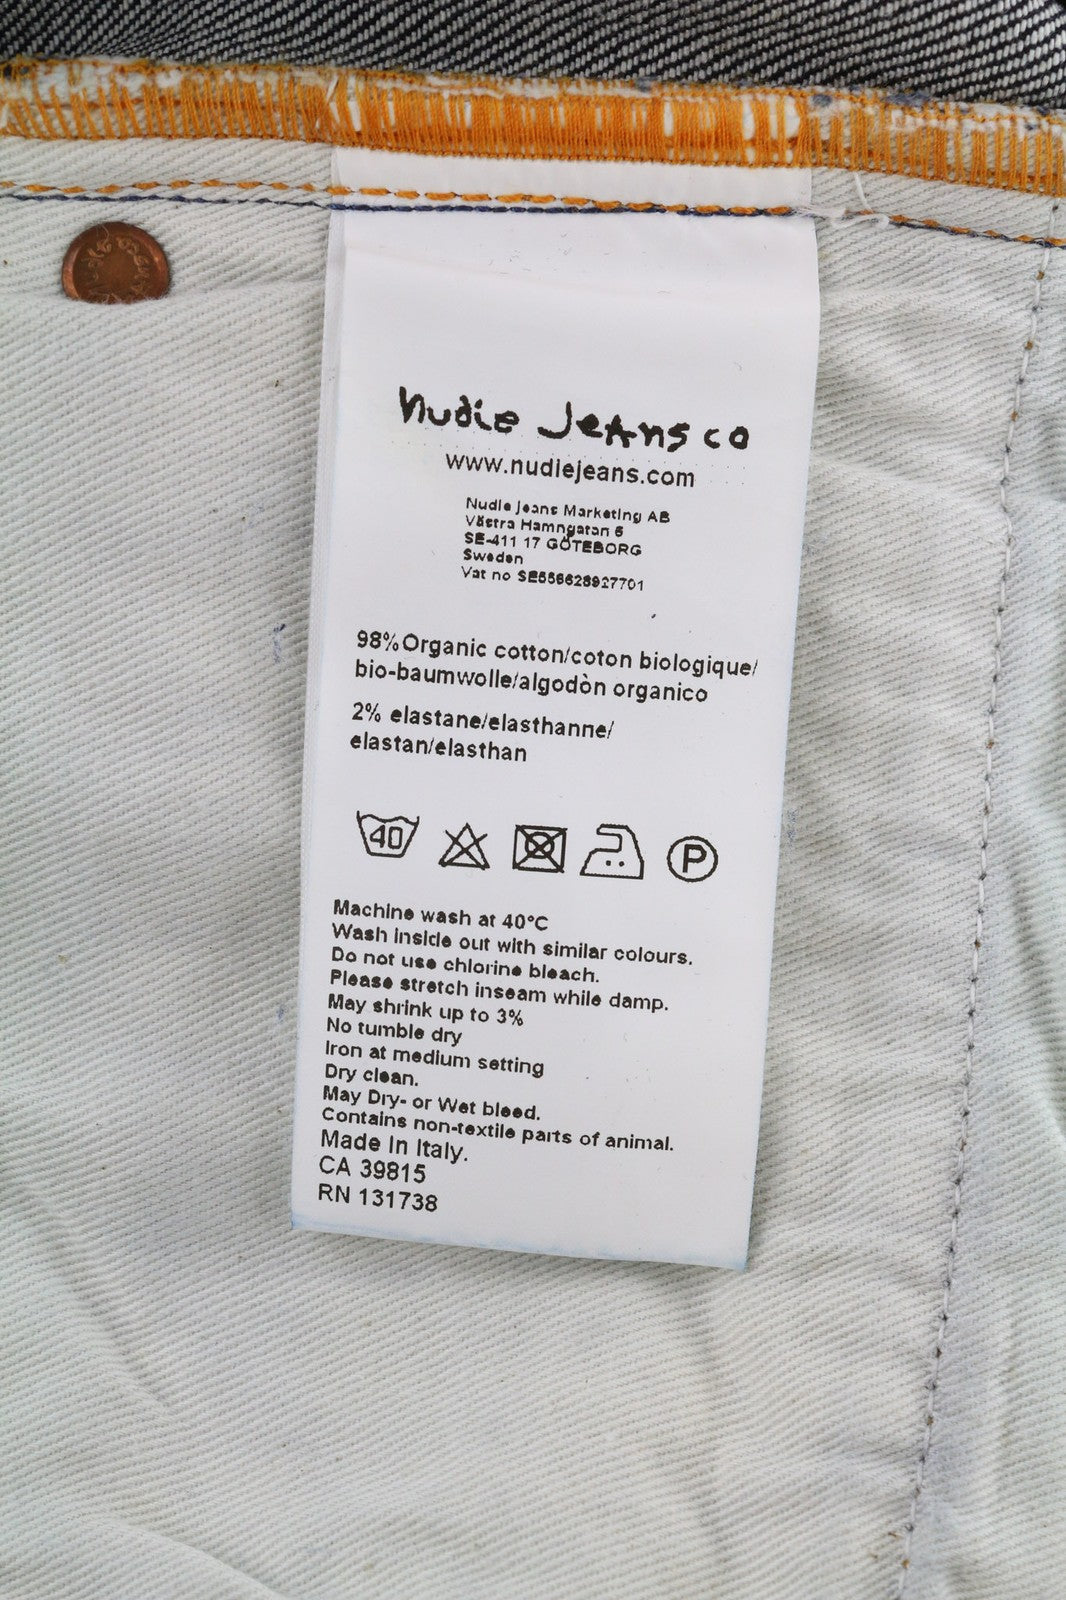 nudie Jeans co
www.nudiejeans.com
Nudie Jeans Marketing AB
Västra Hamngatan 6
SE-411 17 GÖTEBORG
Sweden
Vat no SE556628927701
98%Organic cotton/coton biologique/
bio-baumwolle/algodòn organico
2% elastane/elasthanne/
elastan/elasthan
40 P
Machine wash at 40°C
Wash inside out with similar colours.
Do not use chlorine bleach.
Please stretch inseam while damp.
May shrink up to 3%
No tumble dry
Iron at medium setting
Dry clean.
May Dry- or Wet bleed.
Contains non-textile parts of animal.
Made In Italy.
CA 39815
RN 131738